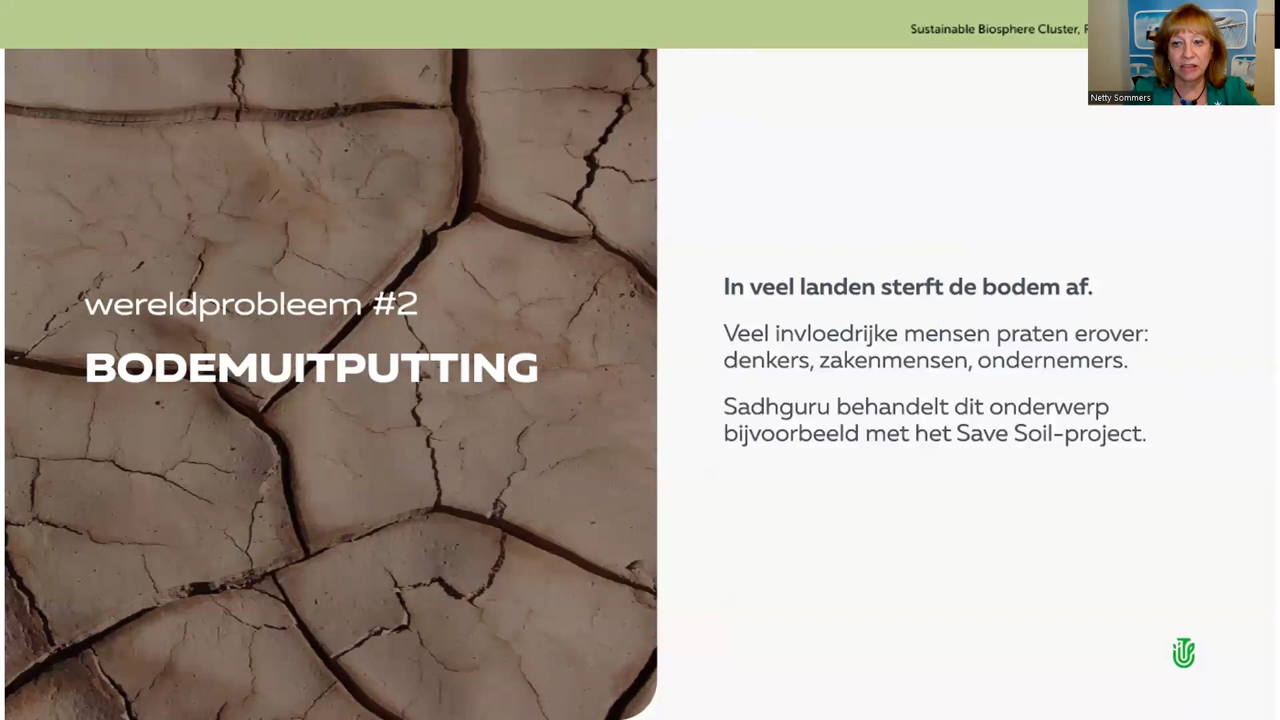 Sustainable Biosphere Cluster,
Netty Sommers
wereldprobleem #2
BODEMUITPUTTING
In veel landen sterft de bodem af.
Veel invloedrijke mensen praten erover:
denkers, zakenmensen, ondernemers.
Sadhguru behandelt dit onderwerp
bijvoorbeeld met het Save Soil-project.